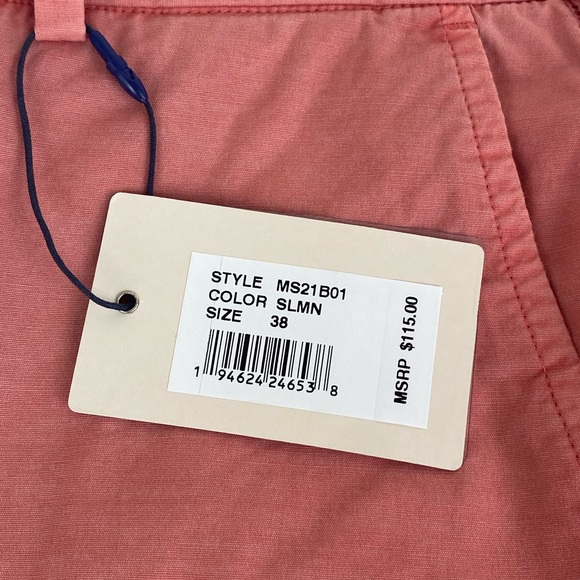 STYLE MS21B01
COLOR SLMN
SIZE 38
1 94624 24653 8
MSRP $115.00